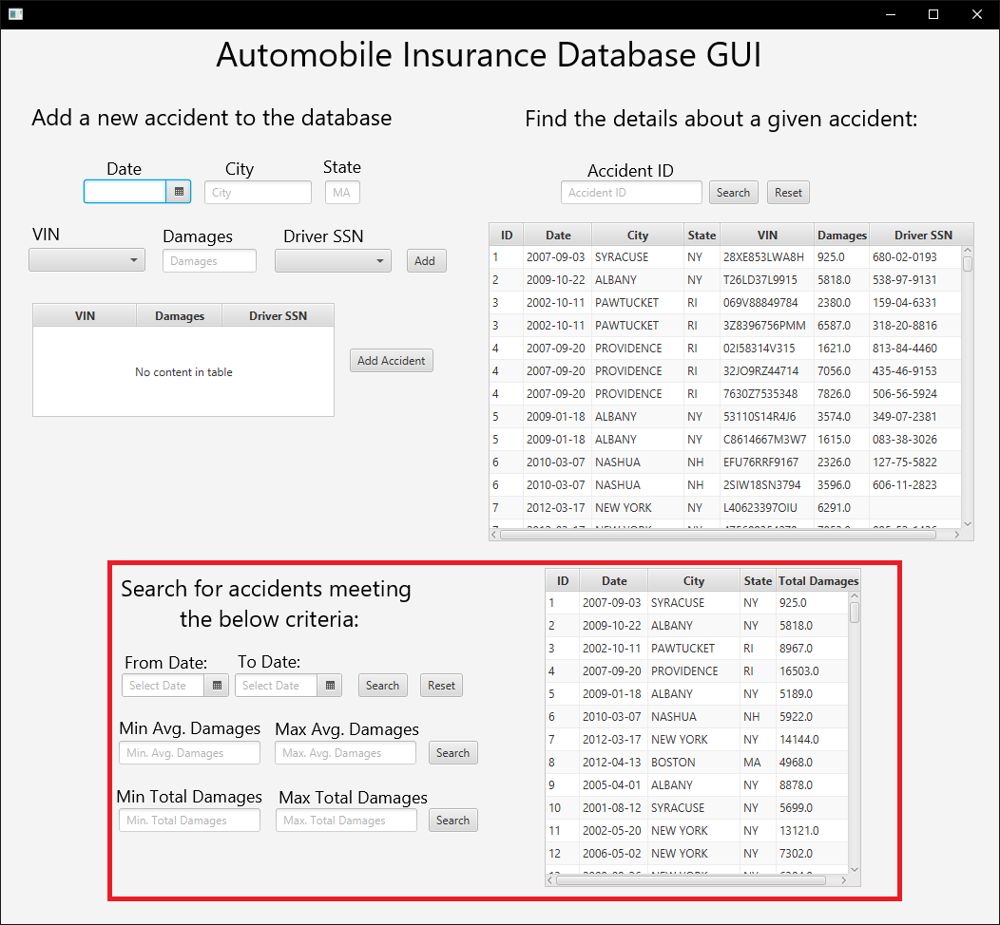 Automobile Insurance Database GUI
Add a new accident to the database
Date City State
City MA
VIN Damages Driver SSN
Damages Add
VIN Damages Driver SSN
No content in table
Add Accident
Find the details about a given accident:
Accident ID
Accident ID Search Reset
ID Date City State VIN Damages Driver SSN
1 2007-09-03 SYRACUSE NY 28XE853LWA8H 925.0 680-02-0193
2 2009-10-22 ALBANY NY T26LD37L9915 5818.0 538-97-9131
3 2002-10-11 PAWTUCKET RI 069V88849784 2380.0 159-04-6331
3 2002-10-11 PAWTUCKET RI 3Z8396756PMM 6587.0 318-20-8816
4 2007-09-20 PROVIDENCE RI 02I58314V315 1621.0 813-84-4460
4 2007-09-20 PROVIDENCE RI 32JO9RZ44714 7056.0 435-46-9153
4 2007-09-20 PROVIDENCE RI 7630Z7535348 7826.0 506-56-5924
5 2009-01-18 ALBANY NY 53110S14R4J6 3574.0 349-07-2381
5 2009-01-18 ALBANY NY C8614667M3W7 1615.0 083-38-3026
6 2010-03-07 NASHUA NH EFU76RRF9167 2326.0 127-75-5822
6 2010-03-07 NASHUA NH 2SIW18SN3794 3596.0 606-11-2823
7 2012-03-17 NEW YORK NY L40623397OIU 6291.0
Search for accidents meeting
the below criteria:
From Date: To Date:
Select Date Select Date Search Reset
Min Avg. Damages Max Avg. Damages
Min. Avg. Damages Max. Avg. Damages Search
Min Total Damages Max Total Damages
Min. Total Damages Max. Total Damages Search
ID Date City State Total Damages
1 2007-09-03 SYRACUSE NY 925.0
2 2009-10-22 ALBANY NY 5818.0
3 2002-10-11 PAWTUCKET RI 8967.0
4 2007-09-20 PROVIDENCE RI 16503.0
5 2009-01-18 ALBANY NY 5189.0
6 2010-03-07 NASHUA NH 5922.0
7 2012-03-17 NEW YORK NY 14144.0
8 2012-04-13 BOSTON MA 4968.0
9 2005-04-01 ALBANY NY 8878.0
10 2001-08-12 SYRACUSE NY 5699.0
11 2002-05-20 NEW YORK NY 13121.0
12 2006-05-02 NEW YORK NY 7302.0